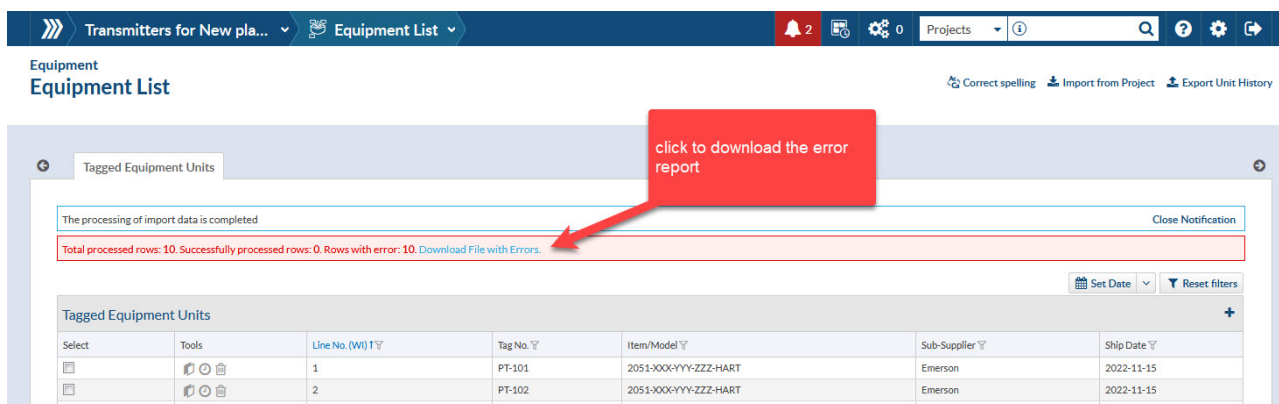 Transmitters for New pla... Equipment List 2 0 Projects
Equipment
Equipment List
Correct spelling Import from Project Export Unit History
click to download the error
report
Tagged Equipment Units
The processing of import data is completed Close Notification
Total processed rows: 10. Successfully processed rows: 0. Rows with error: 10. Download File with Errors.
Set Date Reset filters
Tagged Equipment Units +
Select Tools Line No. (WI) Tag No. Item/Model Sub-Supplier Ship Date
1 PT-101 2051-XXX-YYY-ZZZ-HART Emerson 2022-11-15
2 PT-102 2051-XXX-YYY-ZZZ-HART Emerson 2022-11-15